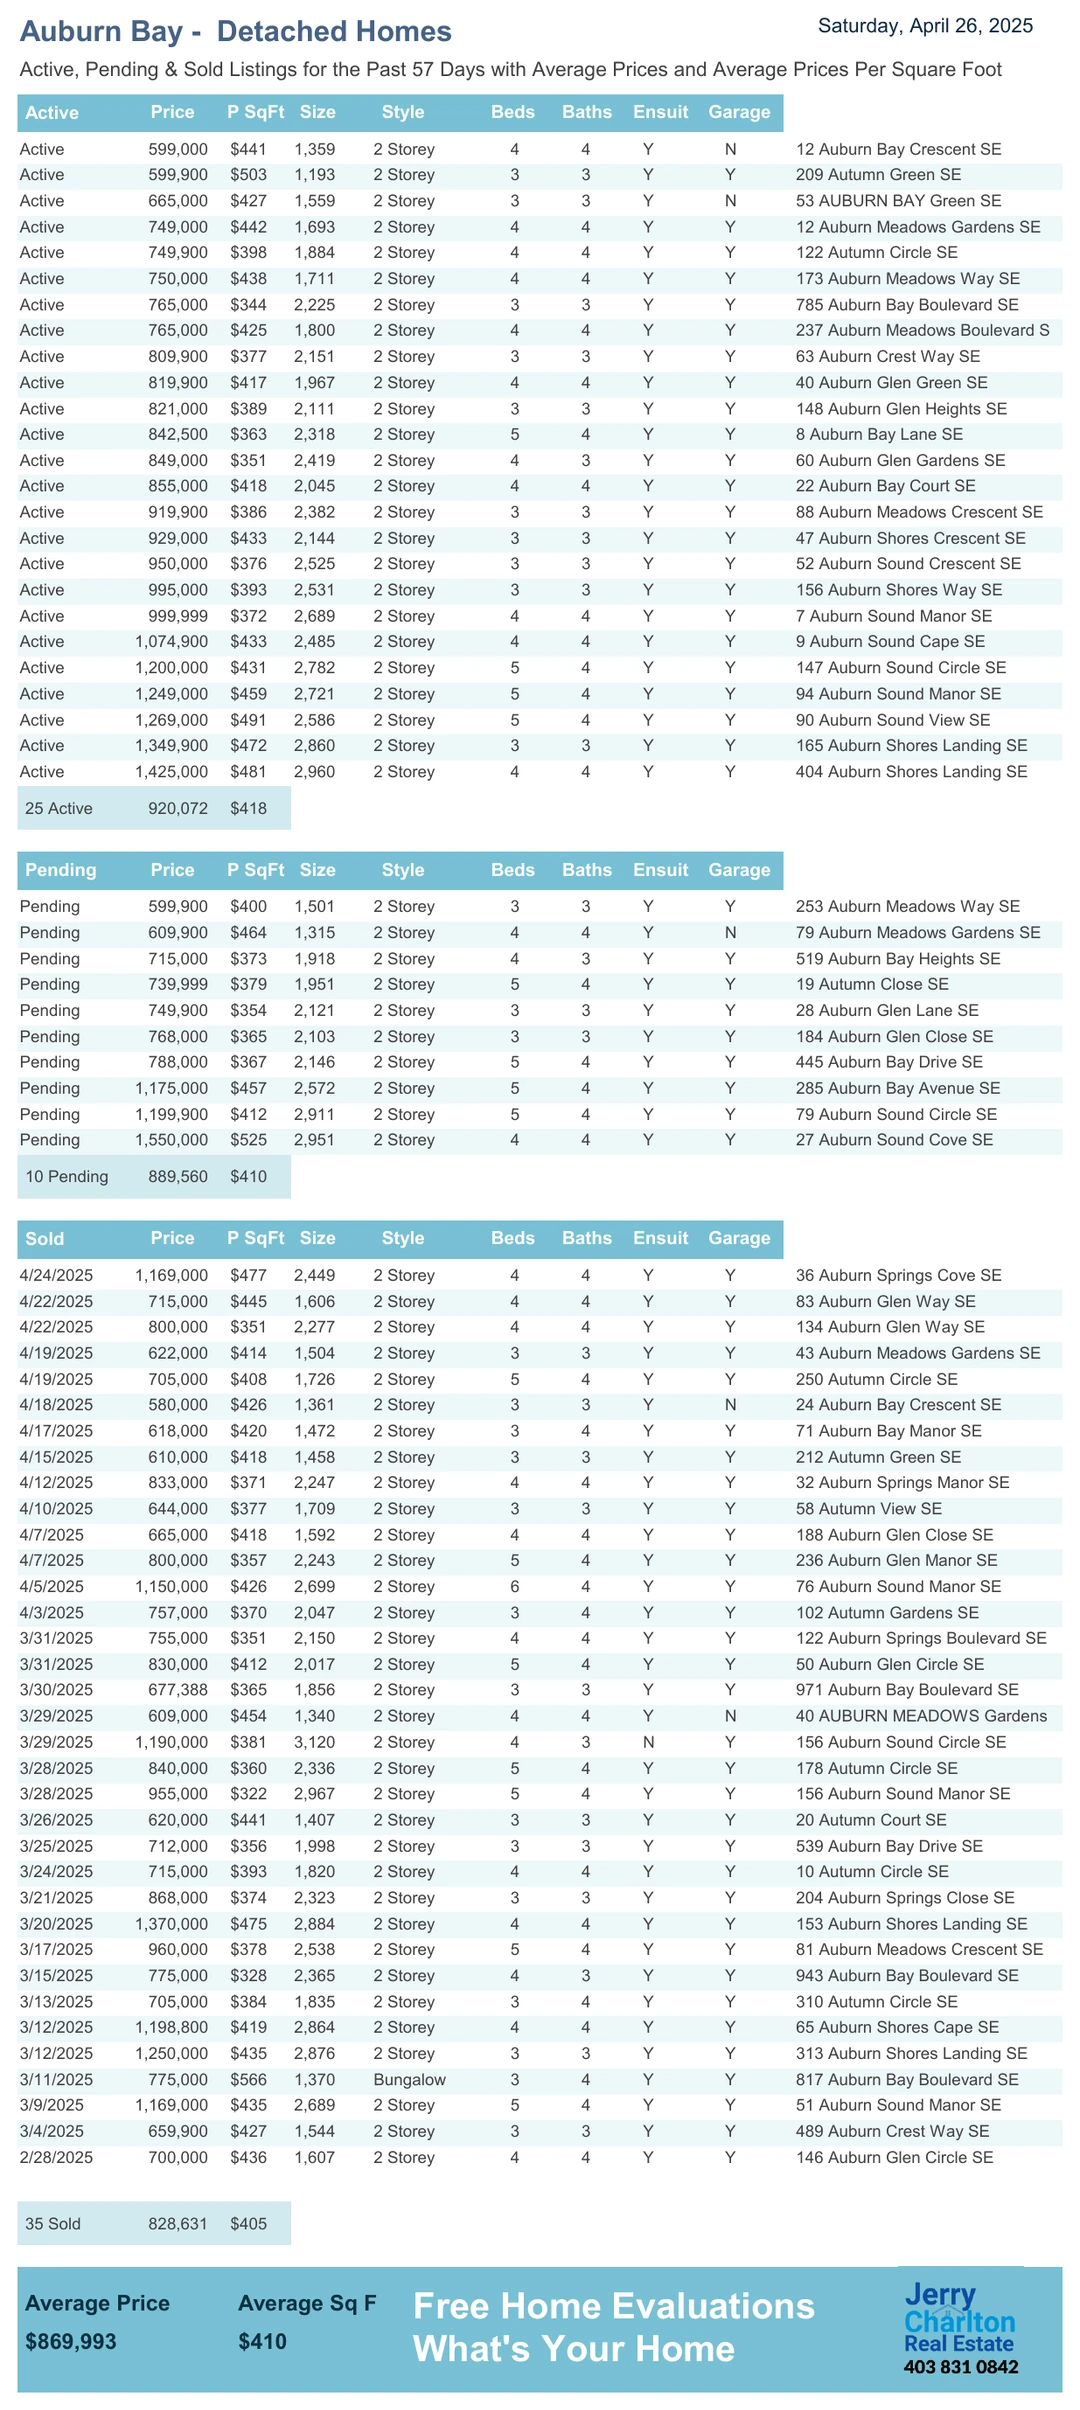 Auburn Bay - Detached Homes
Saturday, April 26, 2025
Active, Pending & Sold Listings for the Past 57 Days with Average Prices and Average Prices Per Square Foot
Active Price P SqFt Size Style Beds Baths Ensuit Garage
Active 599,000 $441 1,359 2 Storey 4 4 Y N 12 Auburn Bay Crescent SE
Active 599,900 $503 1,193 2 Storey 3 3 Y Y 209 Autumn Green SE
Active 665,000 $427 1,559 2 Storey 3 3 Y N 53 AUBURN BAY Green SE
Active 749,000 $442 1,693 2 Storey 4 4 Y Y 12 Auburn Meadows Gardens SE
Active 749,900 $398 1,884 2 Storey 4 4 Y Y 122 Autumn Circle SE
Active 750,000 $438 1,711 2 Storey 4 4 Y Y 173 Auburn Meadows Way SE
Active 765,000 $344 2,225 2 Storey 3 3 Y Y 785 Auburn Bay Boulevard SE
Active 765,000 $425 1,800 2 Storey 4 4 Y Y 237 Auburn Meadows Boulevard S
Active 809,900 $377 2,151 2 Storey 3 3 Y Y 63 Auburn Crest Way SE
Active 819,900 $417 1,967 2 Storey 4 4 Y Y 40 Auburn Glen Green SE
Active 821,000 $389 2,111 2 Storey 3 3 Y Y 148 Auburn Glen Heights SE
Active 842,500 $363 2,318 2 Storey 5 4 Y Y 8 Auburn Bay Lane SE
Active 849,000 $351 2,419 2 Storey 4 3 Y Y 60 Auburn Glen Gardens SE
Active 855,000 $418 2,045 2 Storey 4 4 Y Y 22 Auburn Bay Court SE
Active 919,900 $386 2,382 2 Storey 3 3 Y Y 88 Auburn Meadows Crescent SE
Active 929,000 $433 2,144 2 Storey 3 3 Y Y 47 Auburn Shores Crescent SE
Active 950,000 $376 2,525 2 Storey 3 3 Y Y 52 Auburn Sound Crescent SE
Active 995,000 $393 2,531 2 Storey 3 3 Y Y 156 Auburn Shores Way SE
Active 999,999 $372 2,689 2 Storey 4 4 Y Y 7 Auburn Sound Manor SE
Active 1,074,900 $433 2,485 2 Storey 4 4 Y Y 9 Auburn Sound Cape SE
Active 1,200,000 $431 2,782 2 Storey 5 4 Y Y 147 Auburn Sound Circle SE
Active 1,249,000 $459 2,721 2 Storey 5 4 Y Y 94 Auburn Sound Manor SE
Active 1,269,000 $491 2,586 2 Storey 5 4 Y Y 90 Auburn Sound View SE
Active 1,349,900 $472 2,860 2 Storey 3 3 Y Y 165 Auburn Shores Landing SE
Active 1,425,000 $481 2,960 2 Storey 4 4 Y Y 404 Auburn Shores Landing SE
25 Active 920,072 $418
Pending Price P SqFt Size Style Beds Baths Ensuit Garage
Pending 599,900 $400 1,501 2 Storey 3 3 Y Y 253 Auburn Meadows Way SE
Pending 609,900 $464 1,315 2 Storey 4 4 Y N 79 Auburn Meadows Gardens SE
Pending 715,000 $373 1,918 2 Storey 4 3 Y Y 519 Auburn Bay Heights SE
Pending 739,999 $379 1,951 2 Storey 5 4 Y Y 19 Autumn Close SE
Pending 749,900 $354 2,121 2 Storey 3 3 Y Y 28 Auburn Glen Lane SE
Pending 768,000 $365 2,103 2 Storey 3 3 Y Y 184 Auburn Glen Close SE
Pending 788,000 $367 2,146 2 Storey 5 4 Y Y 445 Auburn Bay Drive SE
Pending 1,175,000 $457 2,572 2 Storey 5 4 Y Y 285 Auburn Bay Avenue SE
Pending 1,199,900 $412 2,911 2 Storey 5 4 Y Y 79 Auburn Sound Circle SE
Pending 1,550,000 $525 2,951 2 Storey 4 4 Y Y 27 Auburn Sound Cove SE
10 Pending 889,560 $410
Sold Price P SqFt Size Style Beds Baths Ensuit Garage
4/24/2025 1,169,000 $477 2,449 2 Storey 4 4 Y Y 36 Auburn Springs Cove SE
4/22/2025 715,000 $445 1,606 2 Storey 4 4 Y Y 83 Auburn Glen Way SE
4/22/2025 800,000 $351 2,277 2 Storey 4 4 Y Y 134 Auburn Glen Way SE
4/19/2025 622,000 $414 1,504 2 Storey 3 3 Y Y 43 Auburn Meadows Gardens SE
4/19/2025 705,000 $408 1,726 2 Storey 5 4 Y Y 250 Autumn Circle SE
4/18/2025 580,000 $426 1,361 2 Storey 3 3 Y N 24 Auburn Bay Crescent SE
4/17/2025 618,000 $420 1,472 2 Storey 3 4 Y Y 71 Auburn Bay Manor SE
4/15/2025 610,000 $418 1,458 2 Storey 3 3 Y Y 212 Autumn Green SE
4/12/2025 833,000 $371 2,247 2 Storey 4 4 Y Y 32 Auburn Springs Manor SE
4/10/2025 644,000 $377 1,709 2 Storey 3 3 Y Y 58 Autumn View SE
4/7/2025 665,000 $418 1,592 2 Storey 4 4 Y Y 188 Auburn Glen Close SE
4/7/2025 800,000 $357 2,243 2 Storey 5 4 Y Y 236 Auburn Glen Manor SE
4/5/2025 1,150,000 $426 2,699 2 Storey 6 4 Y Y 76 Auburn Sound Manor SE
4/3/2025 757,000 $370 2,047 2 Storey 3 4 Y Y 102 Autumn Gardens SE
3/31/2025 755,000 $351 2,150 2 Storey 4 4 Y Y 122 Auburn Springs Boulevard SE
3/31/2025 830,000 $412 2,017 2 Storey 5 4 Y Y 50 Auburn Glen Circle SE
3/30/2025 677,388 $365 1,856 2 Storey 3 3 Y Y 971 Auburn Bay Boulevard SE
3/29/2025 609,000 $454 1,340 2 Storey 4 4 Y N 40 AUBURN MEADOWS Gardens
3/29/2025 1,190,000 $381 3,120 2 Storey 4 3 N Y 156 Auburn Sound Circle SE
3/28/2025 840,000 $360 2,336 2 Storey 5 4 Y Y 178 Autumn Circle SE
3/28/2025 955,000 $322 2,967 2 Storey 5 4 Y Y 156 Auburn Sound Manor SE
3/26/2025 620,000 $441 1,407 2 Storey 3 3 Y Y 20 Autumn Court SE
3/25/2025 712,000 $356 1,998 2 Storey 3 3 Y Y 539 Auburn Bay Drive SE
3/24/2025 715,000 $393 1,820 2 Storey 4 4 Y Y 10 Autumn Circle SE
3/21/2025 868,000 $374 2,323 2 Storey 3 3 Y Y 204 Auburn Springs Close SE
3/20/2025 1,370,000 $475 2,884 2 Storey 4 4 Y Y 153 Auburn Shores Landing SE
3/17/2025 960,000 $378 2,538 2 Storey 5 4 Y Y 81 Auburn Meadows Crescent SE
3/15/2025 775,000 $328 2,365 2 Storey 4 3 Y Y 943 Auburn Bay Boulevard SE
3/13/2025 705,000 $384 1,835 2 Storey 3 4 Y Y 310 Autumn Circle SE
3/12/2025 1,198,800 $419 2,864 2 Storey 4 4 Y Y 65 Auburn Shores Cape SE
3/12/2025 1,250,000 $435 2,876 2 Storey 3 3 Y Y 313 Auburn Shores Landing SE
3/11/2025 775,000 $566 1,370 Bungalow 3 4 Y Y 817 Auburn Bay Boulevard SE
3/9/2025 1,169,000 $435 2,689 2 Storey 5 4 Y Y 51 Auburn Sound Manor SE
3/4/2025 659,900 $427 1,544 2 Storey 3 3 Y Y 489 Auburn Crest Way SE
2/28/2025 700,000 $436 1,607 2 Storey 4 4 Y Y 146 Auburn Glen Circle SE
35 Sold 828,631 $405
Average Price Average Sq F
$869,993 $410
Free Home Evaluations
What's Your Home
Jerry
Charlton
Real Estate
403 831 0842